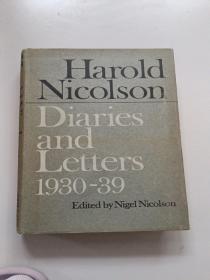 Harold
Nicolson
Diaries
and
Letters
1930-39
Edited by Nigel Nicolson